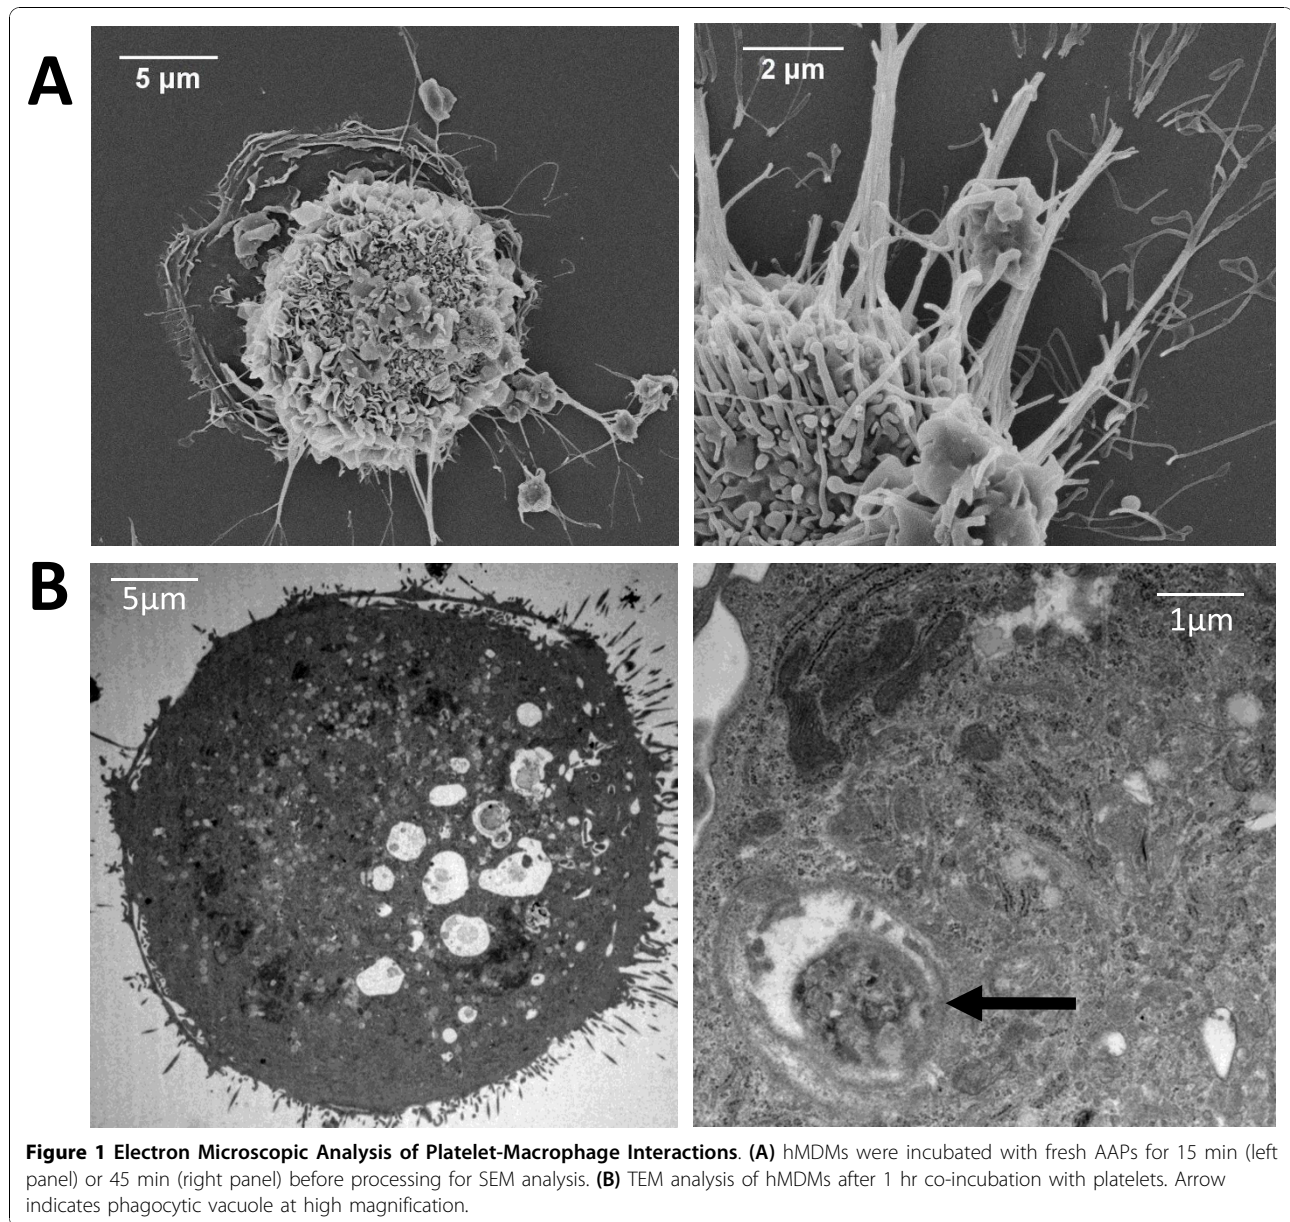 A
5 µm
2 µm
B
5µm
1µm
Figure 1 Electron Microscopic Analysis of Platelet-Macrophage Interactions. (A) hMDMs were incubated with fresh AAPs for 15 min (left
panel) or 45 min (right panel) before processing for SEM analysis. (B) TEM analysis of hMDMs after 1 hr co-incubation with platelets. Arrow
indicates phagocytic vacuole at high magnification.